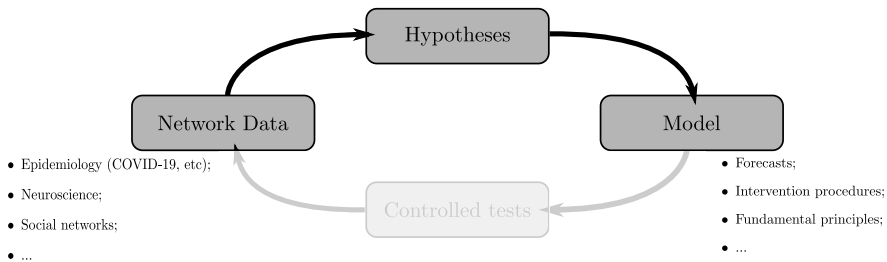 Hypotheses
Network Data
Model
• Epidemiology (COVID-19, etc);
• Neuroscience;
• Social networks;
• ...
Controlled tests
• Forecasts;
• Intervention procedures;
• Fundamental principles;
• ...